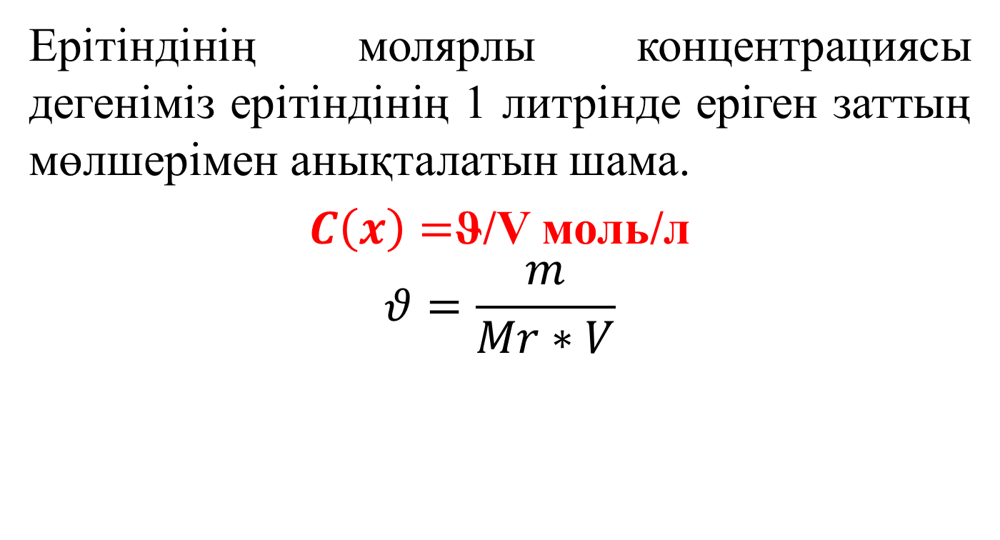 Ерітіндінің молярлы концентрациясы
дегеніміз ерітіндінің 1 литрінде еріген заттың
мөлшерімен анықталатын шама.
C(x) =ϑ/V моль/л
ϑ = m / (Mr * V)